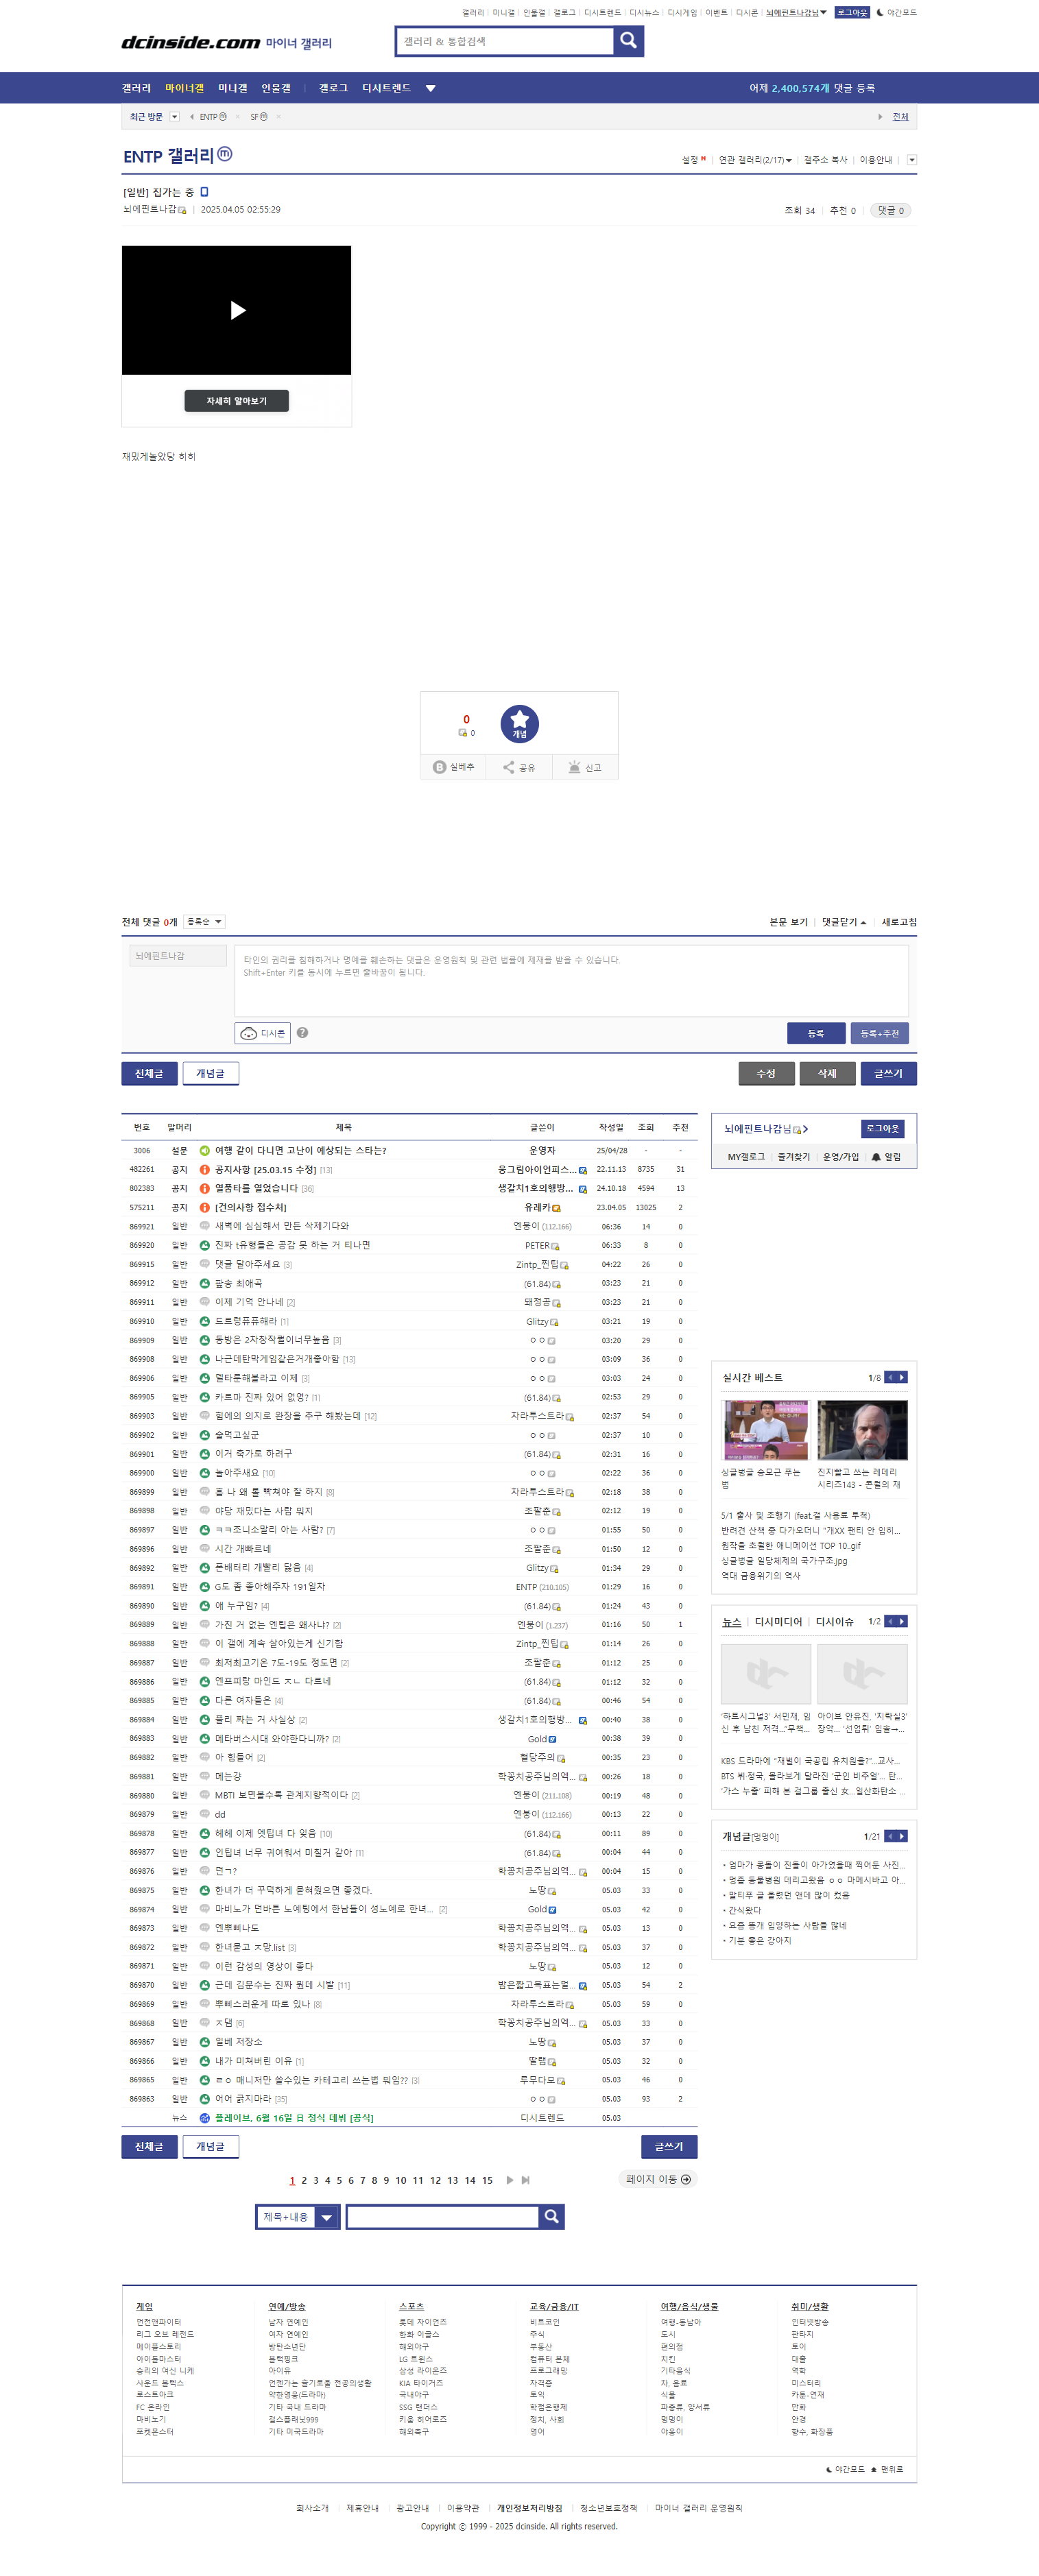 갤러리 | 미니갤 | 인물갤 | 갤로그 | 디시트렌드 | 디시뉴스 | 디시게임 | 이벤트 | 디시콘 | 뇌에핀트나감님 로그아웃 야간모드
dcinside.com 마이너 갤러리
갤러리 & 통합검색
갤러리 마이너갤 미니갤 인물갤 | 갤로그 디시트렌드
어제 2,400,574개 댓글 등록
최근 방문 ENTP ⓜ × SF ⓜ × 전체
ENTP 갤러리 ⓜ
설정 | 연관 갤러리(2/17) | 갤주소 복사 | 이용안내
[일반] 집가는 중
뇌에핀트나감 | 2025.04.05 02:55:29
조회 34 | 추천 0 | 댓글 0
자세히 알아보기
재밌게놀았당 히히
0
0
개념
실베추 공유 신고
전체 댓글 0개 등록순
본문 보기 | 댓글닫기 | 새로고침
뇌에핀트나감
타인의 권리를 침해하거나 명예를 훼손하는 댓글은 운영원칙 및 관련 법률에 제재를 받을 수 있습니다.
Shift+Enter 키를 동시에 누르면 줄바꿈이 됩니다.
디시콘 ?
등록 등록+추천
전체글 개념글
수정 삭제 글쓰기
번호 말머리 제목 글쓴이 작성일 조회 추천
3006 설문 여행 같이 다니면 고난이 예상되는 스타는? 운영자 25/04/28 - -
482261 공지 공지사항 [25.03.15 수정] [13] 몽그림아이언피스... 22.11.13 8735 31
802383 공지 열품타를 열었습니다 [36] 생갈치1호의행방... 24.10.18 4594 13
575211 공지 [건의사항 접수처] 유레카 23.04.05 13025 2
869921 일반 새벽에 심심해서 만든 삭제기다와 엔붕이 (112.166) 06:36 14 0
869920 일반 진짜 t유형들은 공감 못 하는 거 티나면 PETER 06:33 8 0
869915 일반 댓글 달아주세요 [3] Zintp_찐팁 04:22 26 0
869912 일반 팝송 최애곡 (61.84) 03:23 21 0
869911 일반 이제 기억 안나네 [2] 돼정공 03:23 21 0
869910 일반 드르렁퓨퓨해라 [1] Glitzy 03:21 19 0
869909 일반 동방은 2차창작퀄이너무높음 [3] ㅇㅇ 03:20 29 0
869908 일반 나근데탄막게임같은거개좋아함 [13] ㅇㅇ 03:09 36 0
869906 일반 델타룬해볼라고 이제 [3] ㅇㅇ 03:03 24 0
869905 일반 카르마 진짜 있어 없엉? [1] (61.84) 02:53 29 0
869903 일반 힘에의 의지로 완장을 추구 해봤는데 [12] 자라투스트라 02:37 54 0
869902 일반 술먹고싶군 ㅇㅇ 02:37 10 0
869901 일반 이거 축가로 하려구 (61.84) 02:31 16 0
869900 일반 놀아주새요 [10] ㅇㅇ 02:22 36 0
869899 일반 흠 나 왜 롤 빡쳐야 잘 하지 [8] 자라투스트라 02:18 38 0
869898 일반 야당 재밌다는 사람 뭐지 조팔준 02:12 19 0
869897 일반 ㅋㅋ조니소말리 아는 사람? [7] ㅇㅇ 01:55 50 0
869896 일반 시간 개빠르네 조팔준 01:50 12 0
869892 일반 폰배터리 개빨리 닳음 [4] Glitzy 01:34 29 0
869891 일반 G도 좀 좋아해주자 191일차 ENTP (210.105) 01:29 16 0
869890 일반 얘 누구임? [4] (61.84) 01:24 43 0
869889 일반 가진 거 없는 엔팁은 왜사냐? [2] 엔붕이 (1.237) 01:16 50 1
869888 일반 이 갤에 계속 살아있는게 신기함 Zintp_찐팁 01:14 26 0
869887 일반 최저최고기온 7도-19도 정도면 [2] 조팔준 01:12 25 0
869886 일반 엔프피랑 마인드 ㅈㄴ 다르네 (61.84) 01:12 32 0
869885 일반 다른 여자들은 [4] (61.84) 00:46 54 0
869884 일반 플리 짜는 거 사실상 [2] 생갈치1호의행방... 00:40 38 0
869883 일반 메타버스시대 와야한다니까? [2] Gold 00:38 39 0
869882 일반 아 힘들어 [2] 혈당주의 00:35 23 0
869881 일반 메는걍 학꽁치공주님의역... 00:26 18 0
869880 일반 MBTI 보면볼수록 관계지향적이다 [2] 엔붕이 (211.108) 00:19 48 0
869879 일반 dd 엔붕이 (112.166) 00:13 22 0
869878 일반 헤헤 이제 엣팁녀 다 잊음 [10] (61.84) 00:11 89 0
869877 일반 인팁녀 너무 귀여워서 미칠거 같아 [1] (61.84) 00:04 44 0
869876 일반 먼ㄱ? 학꽁치공주님의역... 00:04 15 0
869875 일반 한녀가 더 꾸덕하게 묻혀줬으면 좋겠다. 노땅 05.03 33 0
869874 일반 마비노가 던바튼 노예팅에서 한남들이 성노예로 한녀... [2] Gold 05.03 42 0
869873 일반 엔뿌삐나도 학꽁치공주님의역... 05.03 13 0
869872 일반 한녀묻고 ㅈ망.list [3] 학꽁치공주님의역... 05.03 37 0
869871 일반 이런 감성의 영상이 좋다 노땅 05.03 12 0
869870 일반 근데 김문수는 진짜 뭔데 시발 [11] 밤은짧고목표는멀... 05.03 54 2
869869 일반 뿌삐스러운게 따로 있나 [8] 자라투스트라 05.03 59 0
869868 일반 ㅈ댐 [6] 학꽁치공주님의역... 05.03 33 0
869867 일반 일베 저장소 노땅 05.03 37 0
869866 일반 내가 미쳐버린 이유 [1] 딸램 05.03 32 0
869865 일반 ㄹㅇ 매니저만 쓸수있는 카테고리 쓰는법 뭐임?? [3] 루무다모 05.03 46 0
869863 일반 어어 긁지마라 [35] ㅇㅇ 05.03 93 2
뉴스 플레이브, 6월 16일 日 정식 데뷔 [공식] 디시트렌드 05.03
전체글 개념글 글쓰기
1 2 3 4 5 6 7 8 9 10 11 12 13 14 15
페이지 이동
제목+내용
뇌에핀트나감님 로그아웃
MY갤로그 | 즐겨찾기 | 운영/가입 | 알림
실시간 베스트 1/8
싱글벙글 승모근 푸는 법
진지빨고 쓰는 레데리 시리즈143 - 콘월의 재
5/1 출사 및 조행기 (feat.갤 사용료 투척)
반려견 산책 중 다가오더니 "개XX 팬티 안 입히...
원작을 초월한 애니메이션 TOP 10..gif
싱글벙글 일당체제의 국가구조.jpg
역대 금융위기의 역사
뉴스 | 디시미디어 | 디시이슈 1/2
'하트시그널3' 서민재, 임신 후 남친 저격..."무책...
아이브 안유진, '지락실3' 장악... '선업튀' 임솔→...
KBS 드라마에 "재벌이 국공립 유치원을?"...교사...
BTS 뷔·정국, 몰라보게 달라진 '군인 비주얼'... 탄...
'가스 누출' 피해 본 걸그룹 출신 女...일산화탄소 ...
개념글[멍멍이] 1/21
엄마가 콩돌이 진돌이 아가였을때 찍어둔 사진...
멍줍 동물병원 데리고왔음 ㅇㅇ 마메시바고 아...
말티푸 글 올렸던 앤데 많이 컸음
간식왔다
요즘 똥개 입양하는 사람들 많네
기분 좋은 강아지
게임
던전앤파이터
리그 오브 레전드
메이플스토리
아이돌마스터
승리의 여신 니케
사운드 볼텍스
로스트아크
FC 온라인
마비노기
포켓몬스터
연예/방송
남자 연예인
여자 연예인
방탄소년단
블랙핑크
아이유
언젠가는 슬기로울 전공의생활
약한영웅(드라마)
기타 국내 드라마
걸스플래닛999
기타 미국드라마
스포츠
롯데 자이언츠
한화 이글스
해외야구
LG 트윈스
삼성 라이온즈
KIA 타이거즈
국내야구
SSG 랜더스
키움 히어로즈
해외축구
교육/금융/IT
비트코인
주식
부동산
컴퓨터 본체
프로그래밍
자격증
토익
학점은행제
정치, 사회
영어
여행/음식/생물
여행-동남아
도시
편의점
치킨
기타음식
차, 음료
식물
파충류, 양서류
멍멍이
야옹이
취미/생활
인터넷방송
판타지
토이
대출
역학
미스터리
카툰-연재
만화
안경
향수, 화장품
야간모드 맨위로
회사소개 | 제휴안내 | 광고안내 | 이용약관 | 개인정보처리방침 | 청소년보호정책 | 마이너 갤러리 운영원칙
Copyright ⓒ 1999 - 2025 dcinside. All rights reserved.